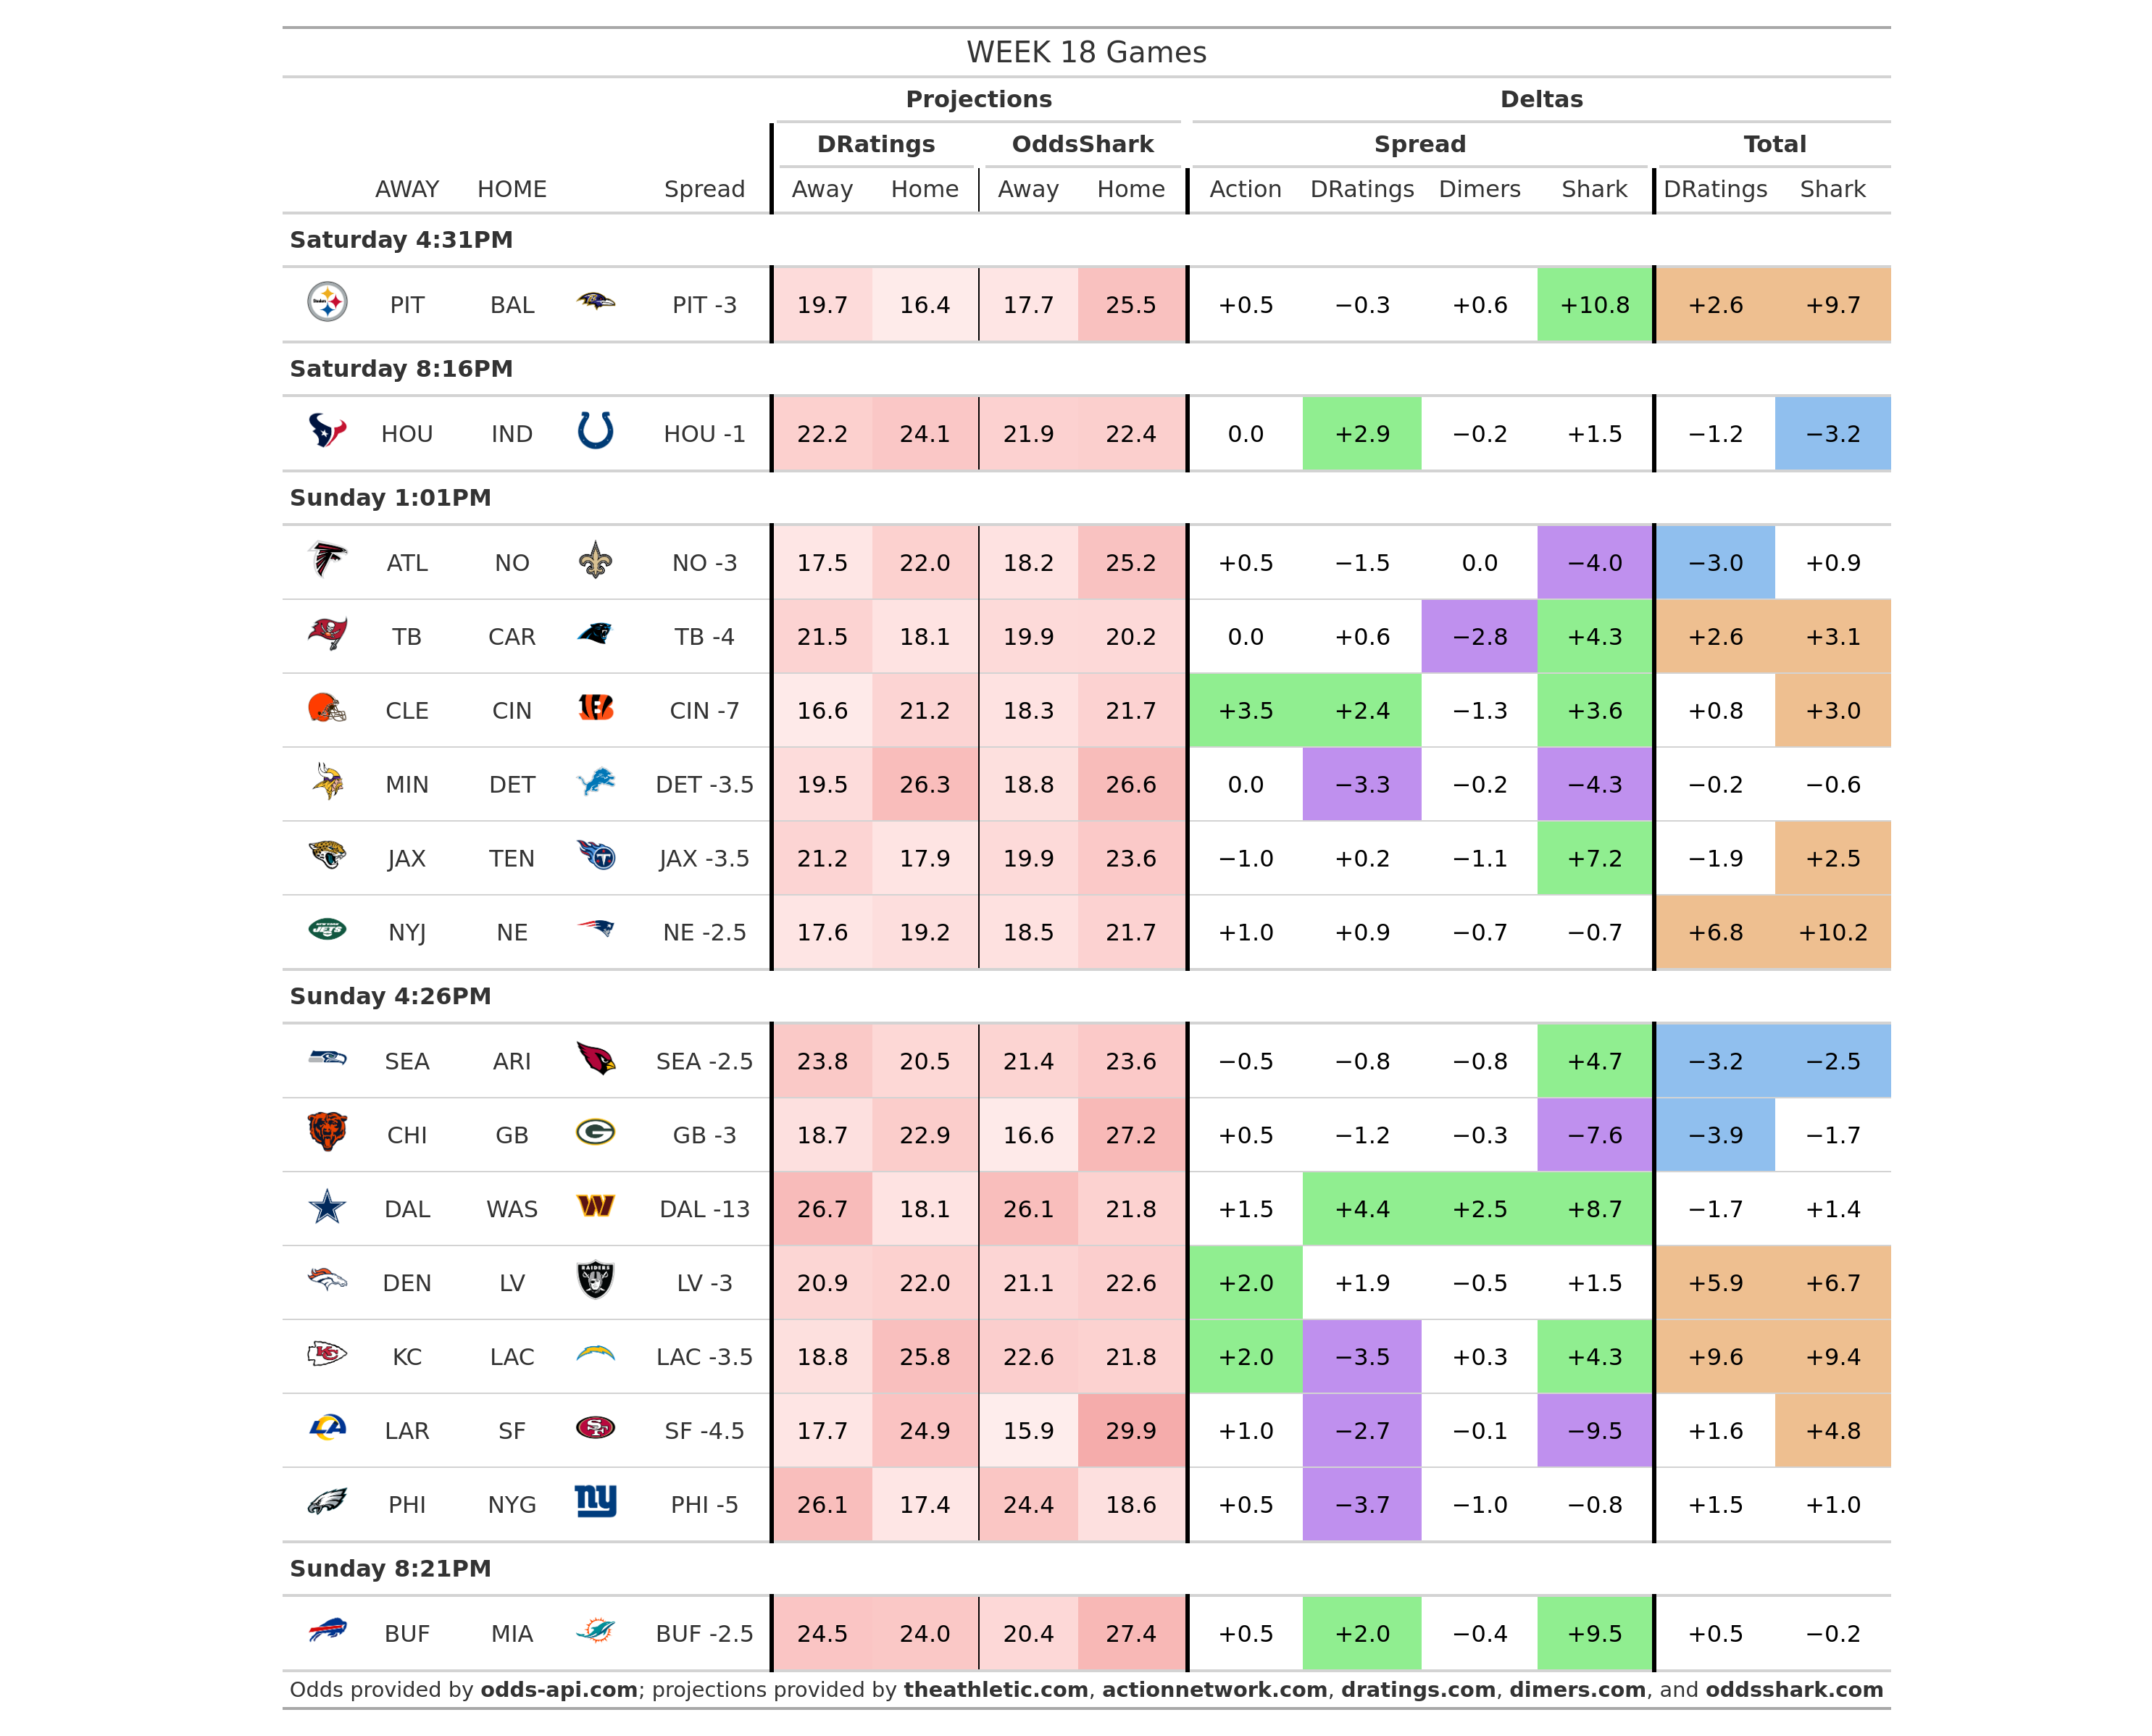 WEEK 18 Games
Projections Deltas
DRatings OddsShark Spread Total
AWAY HOME Spread Away Home Away Home Action DRatings Dimers Shark DRatings Shark
Saturday 4:31PM
PIT BAL PIT -3 19.7 16.4 17.7 25.5 +0.5 −0.3 +0.6 +10.8 +2.6 +9.7
Saturday 8:16PM
HOU IND HOU -1 22.2 24.1 21.9 22.4 0.0 +2.9 −0.2 +1.5 −1.2 −3.2
Sunday 1:01PM
ATL NO NO -3 17.5 22.0 18.2 25.2 +0.5 −1.5 0.0 −4.0 −3.0 +0.9
TB CAR TB -4 21.5 18.1 19.9 20.2 0.0 +0.6 −2.8 +4.3 +2.6 +3.1
CLE CIN CIN -7 16.6 21.2 18.3 21.7 +3.5 +2.4 −1.3 +3.6 +0.8 +3.0
MIN DET DET -3.5 19.5 26.3 18.8 26.6 0.0 −3.3 −0.2 −4.3 −0.2 −0.6
JAX TEN JAX -3.5 21.2 17.9 19.9 23.6 −1.0 +0.2 −1.1 +7.2 −1.9 +2.5
JETS NYJ NE NE -2.5 17.6 19.2 18.5 21.7 +1.0 +0.9 −0.7 −0.7 +6.8 +10.2
Sunday 4:26PM
SEA ARI SEA -2.5 23.8 20.5 21.4 23.6 −0.5 −0.8 −0.8 +4.7 −3.2 −2.5
CHI GB G GB -3 18.7 22.9 16.6 27.2 +0.5 −1.2 −0.3 −7.6 −3.9 −1.7
DAL WAS W DAL -13 26.7 18.1 26.1 21.8 +1.5 +4.4 +2.5 +8.7 −1.7 +1.4
DEN LV RAIDERS LV -3 20.9 22.0 21.1 22.6 +2.0 +1.9 −0.5 +1.5 +5.9 +6.7
KC KC LAC LAC -3.5 18.8 25.8 22.6 21.8 +2.0 −3.5 +0.3 +4.3 +9.6 +9.4
LA LAR SF SF SF -4.5 17.7 24.9 15.9 29.9 +1.0 −2.7 −0.1 −9.5 +1.6 +4.8
PHI NYG ny PHI -5 26.1 17.4 24.4 18.6 +0.5 −3.7 −1.0 −0.8 +1.5 +1.0
Sunday 8:21PM
BUF MIA BUF -2.5 24.5 24.0 20.4 27.4 +0.5 +2.0 −0.4 +9.5 +0.5 −0.2
Odds provided by odds-api.com; projections provided by theathletic.com, actionnetwork.com, dratings.com, dimers.com, and oddsshark.com